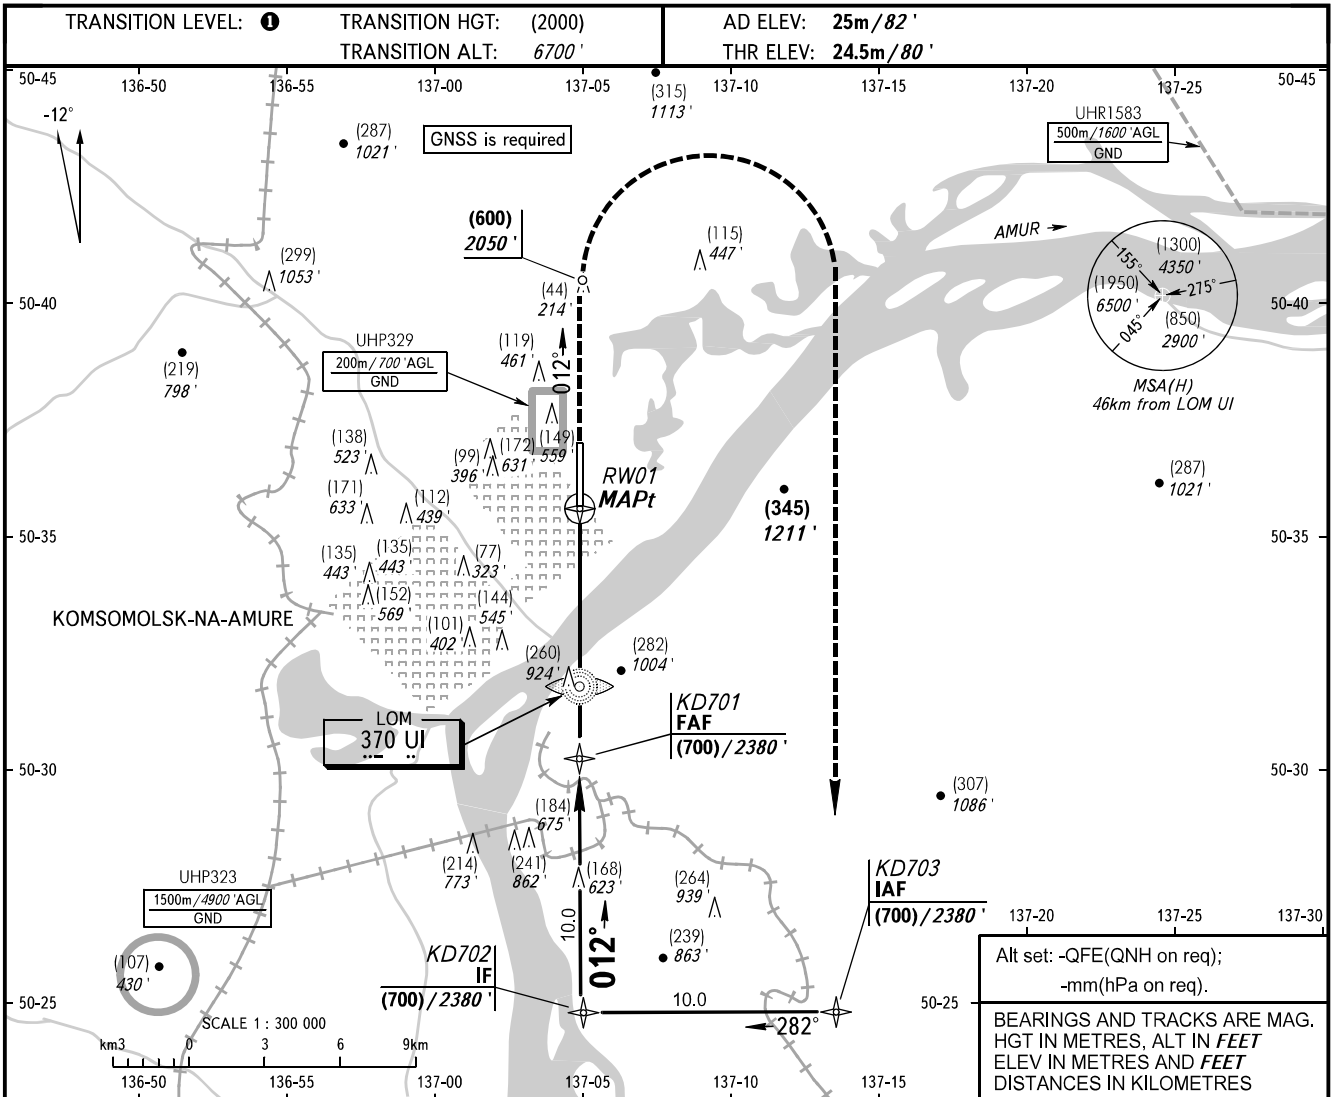 TRANSITION LEVEL: ❶
TRANSITION HGT: (2000)
TRANSITION ALT: 6700 '
AD ELEV: 25m/82 '
THR ELEV: 24.5m/80 '
50-45
136-50
136-55
137-00
137-05
137-10
137-15
137-20
137-25
50-45
-12°
(287)
1021 '
GNSS is required
(315)
1113 '
UHR1583
500m/1600 'AGL
GND
(600)
2050 '
(115)
447 '
AMUR
(299)
1053 '
155°
(1300)
4350 '
275°
(1950)
6500 '
045°
(850)
2900 '
MSA(H)
46km from LOM UI
50-40
(44)
214 '
50-40
UHP329
200m/700 'AGL
GND
(119)
461 '
012°
(219)
798 '
(138)
523 '
(99)
396
(172)
631 '
(149)
559 '
RW01
MAPt
(287)
1021 '
(171)
633 '
(112)
439 '
(345)
1211 '
50-35
50-35
(135)
443 '
(135)
443 '
(77)
323 '
(152)
569 '
(144)
545 '
KOMSOMOLSK-NA-AMURE
(101)
402 '
(260)
924 '
(282)
1004 '
KD701
FAF
(700)/2380 '
LOM
370 UI
50-30
50-30
(307)
1086 '
(184)
675 '
(214)
773 '
(241)
862 '
(168)
623 '
(264)
939 '
KD703
IAF
(700)/2380 '
UHP323
1500m/4900 'AGL
GND
10.0
012°
137-20
137-25
137-30
(107)
430 '
KD702
IF
(700)/2380 '
(239)
863 '
Alt set: -QFE(QNH on req);
-mm(hPa on req).
50-25
10.0
50-25
282°
SCALE 1 : 300 000
km3 0 3 6 9km
BEARINGS AND TRACKS ARE MAG.
HGT IN METRES, ALT IN FEET
ELEV IN METRES AND FEET
DISTANCES IN KILOMETRES
136-50
136-55
137-00
137-05
137-10
137-15